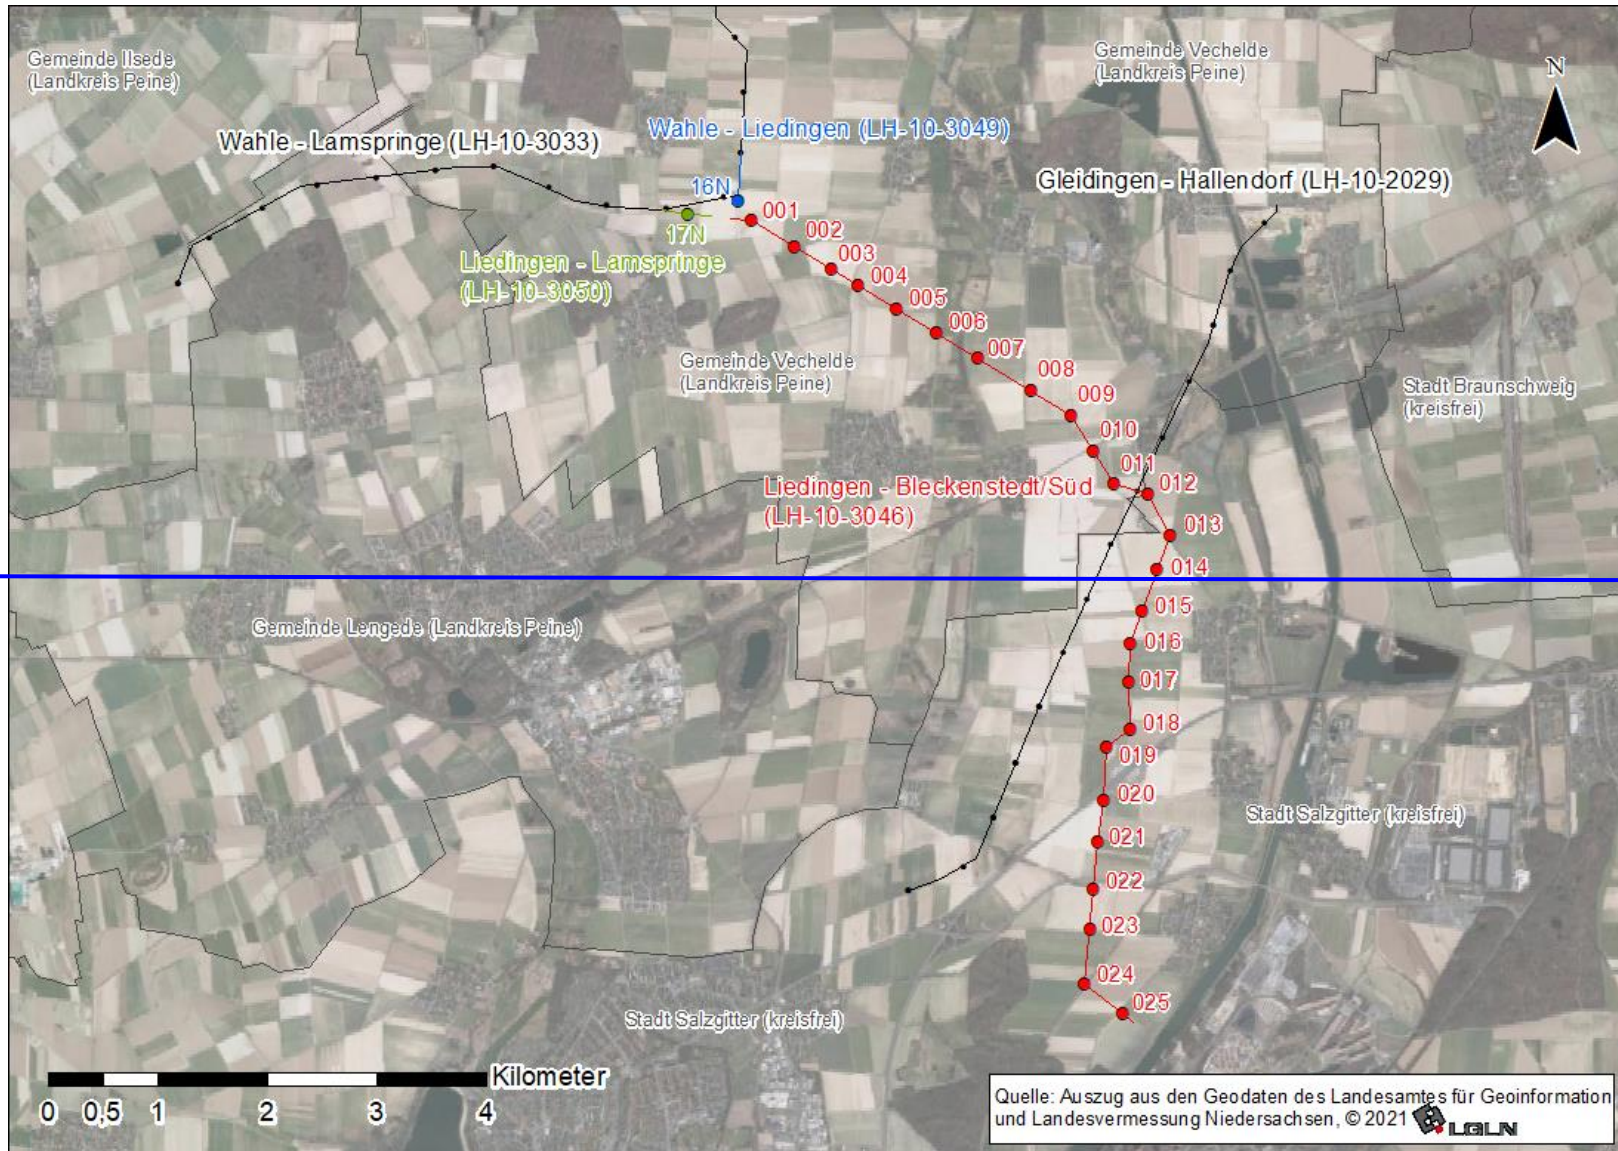 Gemeinde Ilsede
(Landkreis Peine)
Gemeinde Vechelde
(Landkreis Peine)
N
Wahle - Lamspringe (LH-10-3033)
Wahle - Liedingen (LH-10-3049)
Gleidingen - Hallendorf (LH-10-2029)
16N
17N
Liedingen - Lamspringe
(LH-10-3050)
001
002
003
004
005
006
007
008
009
010
011
012
013
014
015
016
017
018
019
020
021
022
023
024
025
Gemeinde Vechelde
(Landkreis Peine)
Stadt Braunschweig
(kreisfrei)
Liedingen - Bleckenstedt/Süd
(LH-10-3046)
Gemeinde Lengede (Landkreis Peine)
Stadt Salzgitter (kreisfrei)
Stadt Salzgitter (kreisfrei)
Kilometer
0 0,5 1 2 3 4
Quelle: Auszug aus den Geodaten des Landesamtes für Geoinformation
und Landesvermessung Niedersachsen, © 2021 LGLN